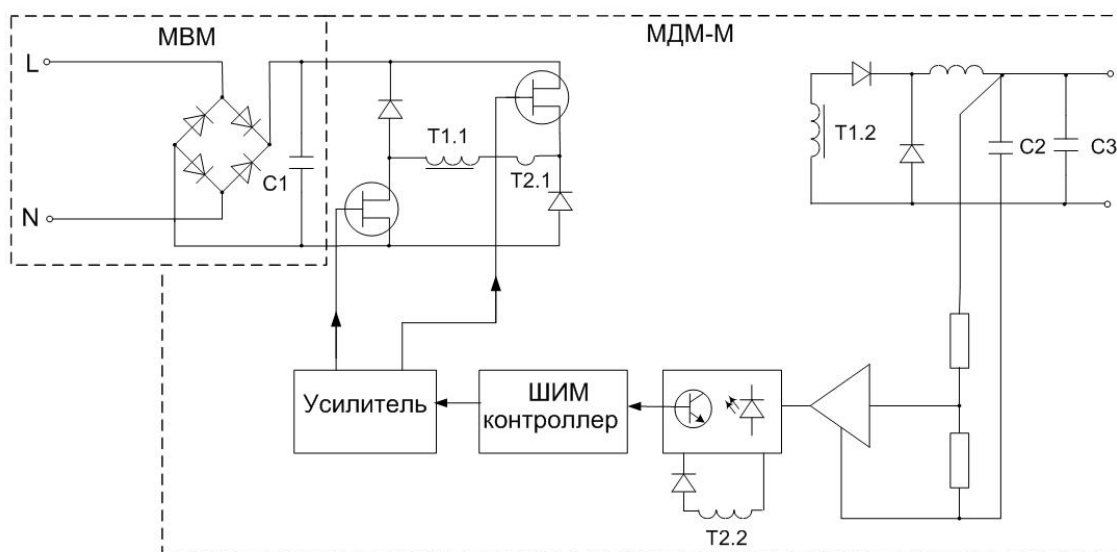 МВМ
МДМ-М
L
N
C1
T1.1
T2.1
T1.2
C2
C3
Усилитель
ШИМ
контроллер
T2.2